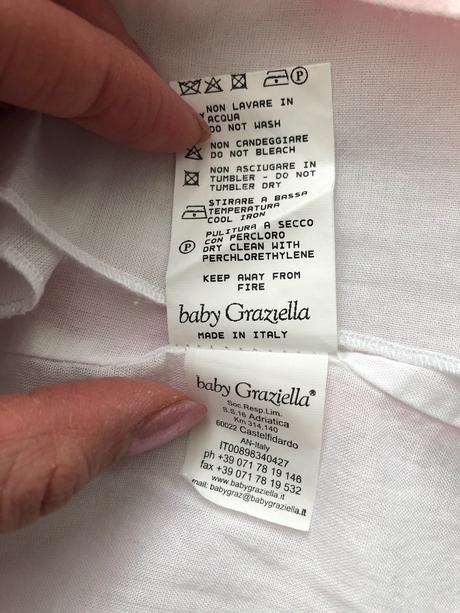 P
NON LAVARE IN
ACQUA
DO NOT WASH
NON CANDEGGIARE
DO NOT BLEACH
NON ASCIUGARE IN
TUMBLER - DO NOT
TUMBLER DRY
STIRARE A BASSA
TEMPERATURA
COOL IRON
P PULITURA A SECCO
CON PERCLORO
DRY CLEAN WITH
PERCHLORETHYLENE
KEEP AWAY FROM
FIRE
baby Graziella
MADE IN ITALY
baby Graziella®
Soc.Resp.Lim.
S.S.16 Adriatica
Km 314,140
60022 Castelfidardo
AN-Italy
IT00898340427
ph +39 071 78 19 146
fax +39 071 78 19 532
www.babygraziella.it
mail: babygraz@babygraziella.it